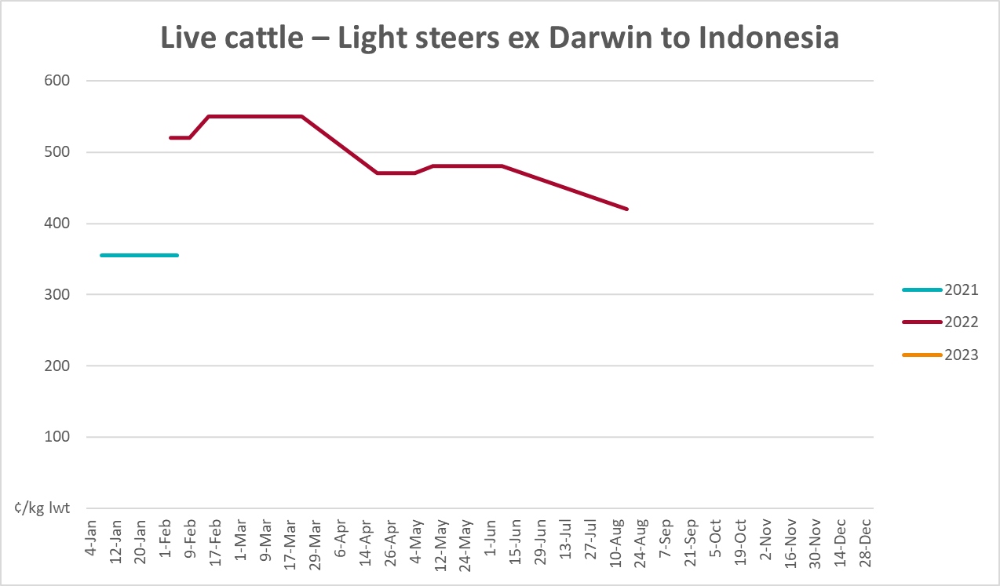 Live cattle – Light steers ex Darwin to Indonesia
600
500
400
300
200
100
¢/kg lwt
4-Jan
12-Jan
20-Jan
1-Feb
9-Feb
17-Feb
1-Mar
9-Mar
17-Mar
29-Mar
6-Apr
14-Apr
26-Apr
4-May
12-May
24-May
1-Jun
15-Jun
29-Jun
13-Jul
27-Jul
10-Aug
24-Aug
7-Sep
21-Sep
5-Oct
19-Oct
2-Nov
16-Nov
30-Nov
14-Dec
28-Dec
2021
2022
2023